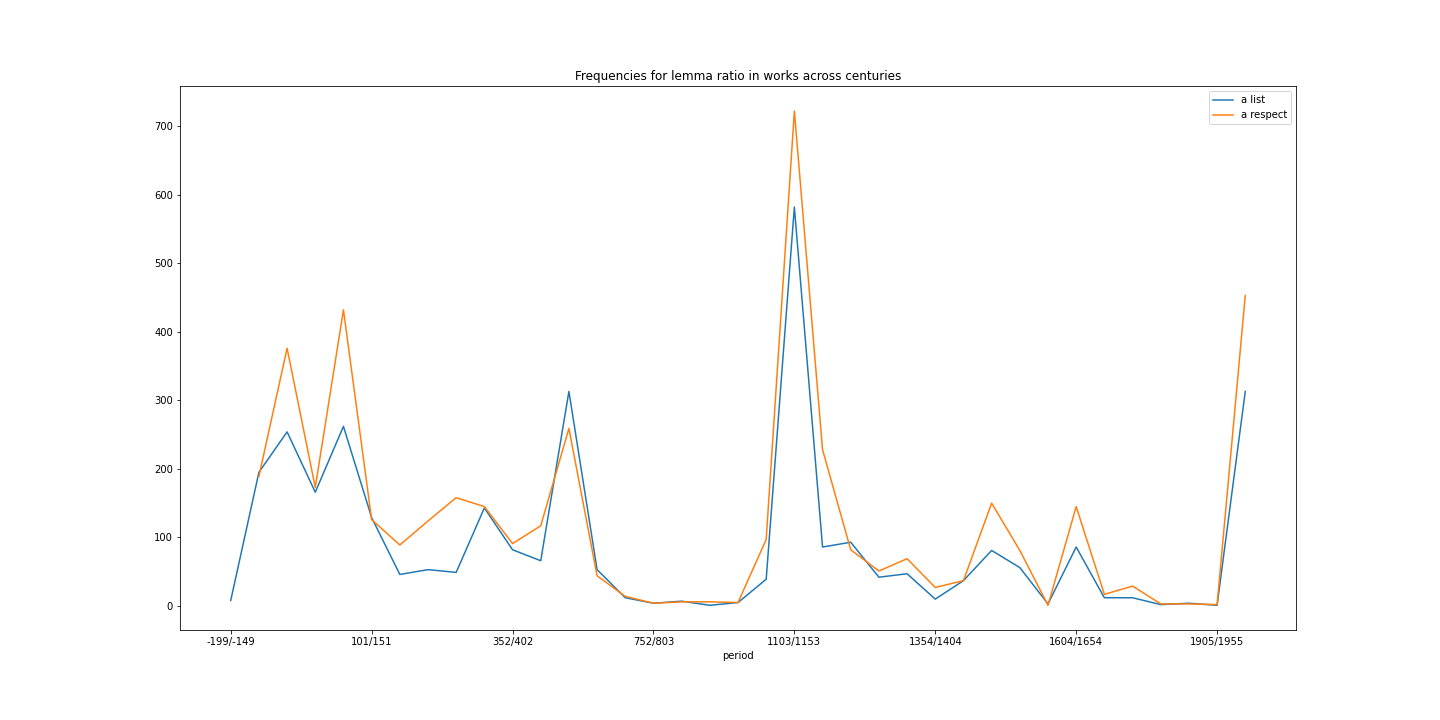 Frequencies for lemma ratio in works across centuries
a list
a respect
700
600
500
400
300
200
100
0
-199/-149 101/151 352/402 752/803 1103/1153 1354/1404 1604/1654 1905/1955
period